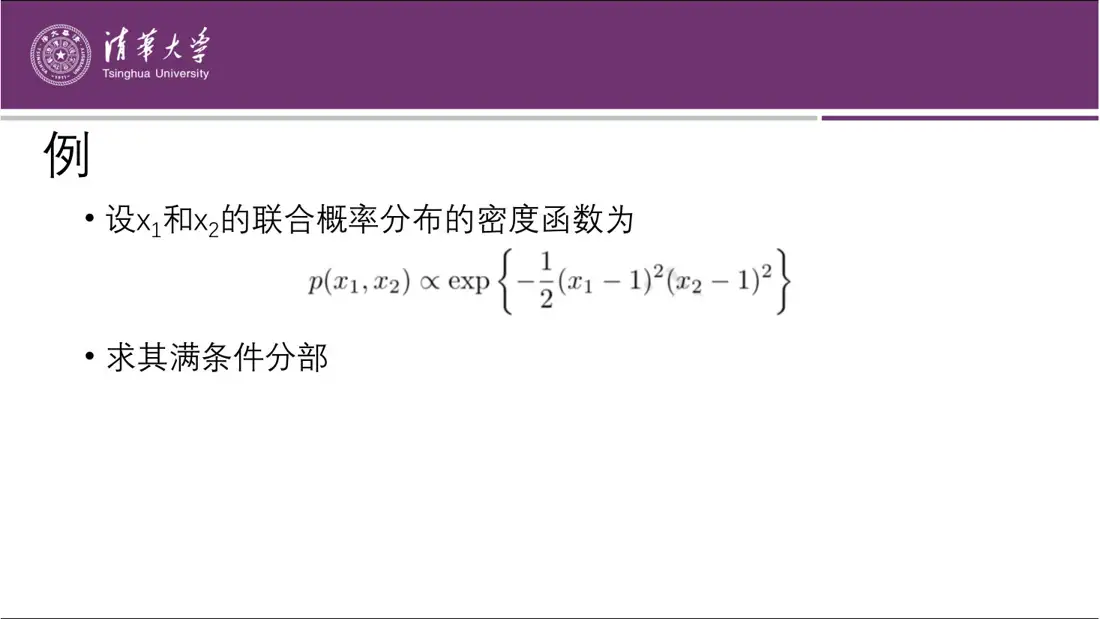 清华大学
Tsinghua University
例
• 设x₁和x₂的联合概率分布的密度函数为
p(x₁, x₂) ∝ exp{−1/2(x₁ − 1)²(x₂ − 1)²}
• 求其满条件分部